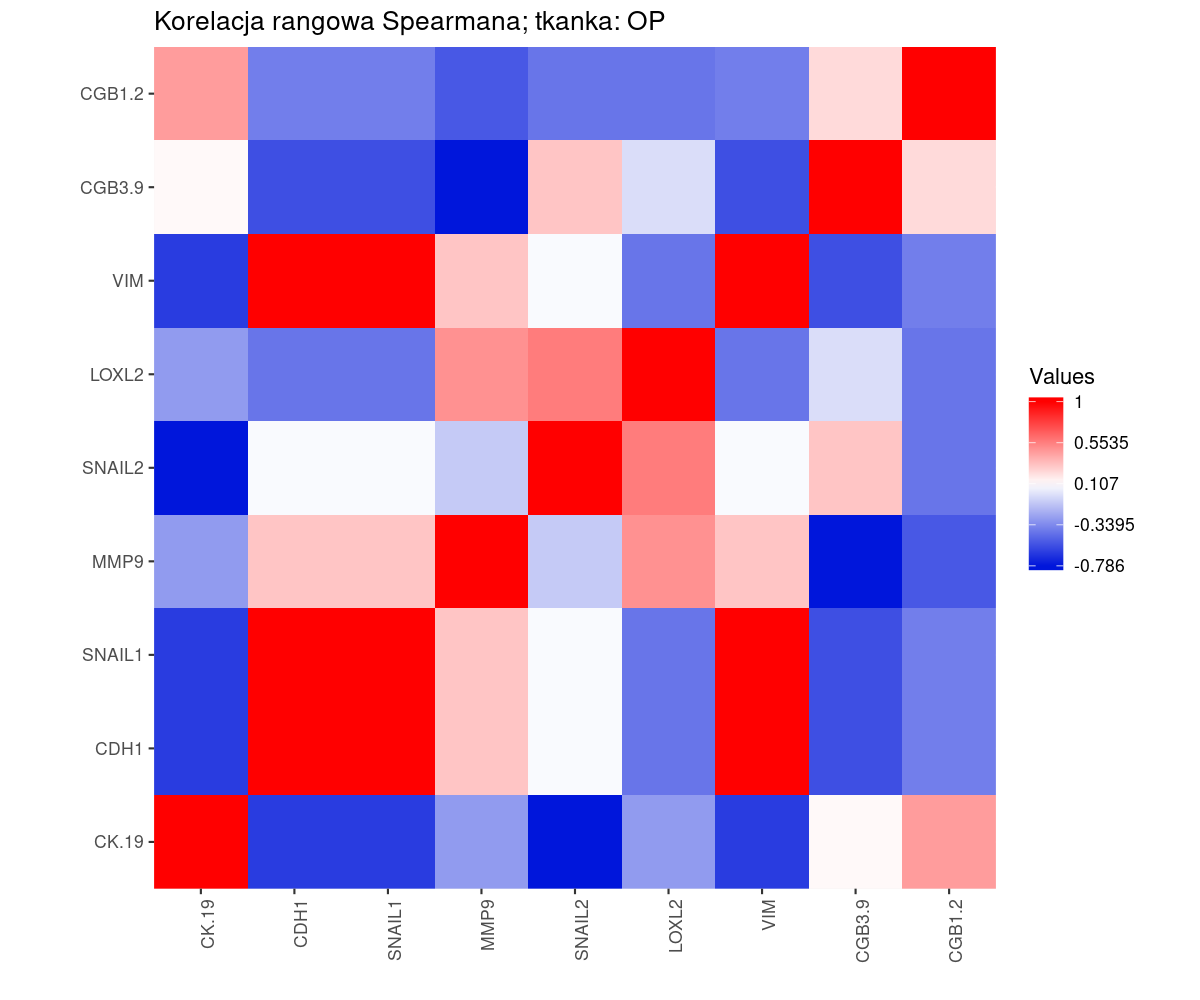 Korelacja rangowa Spearmana; tkanka: OP
CGB1.2
CGB3.9
VIM
LOXL2
SNAIL2
MMP9
SNAIL1
CDH1
CK.19
CK.19
CDH1
SNAIL1
MMP9
SNAIL2
LOXL2
VIM
CGB3.9
CGB1.2
Values
1
0.5535
0.107
-0.3395
-0.786